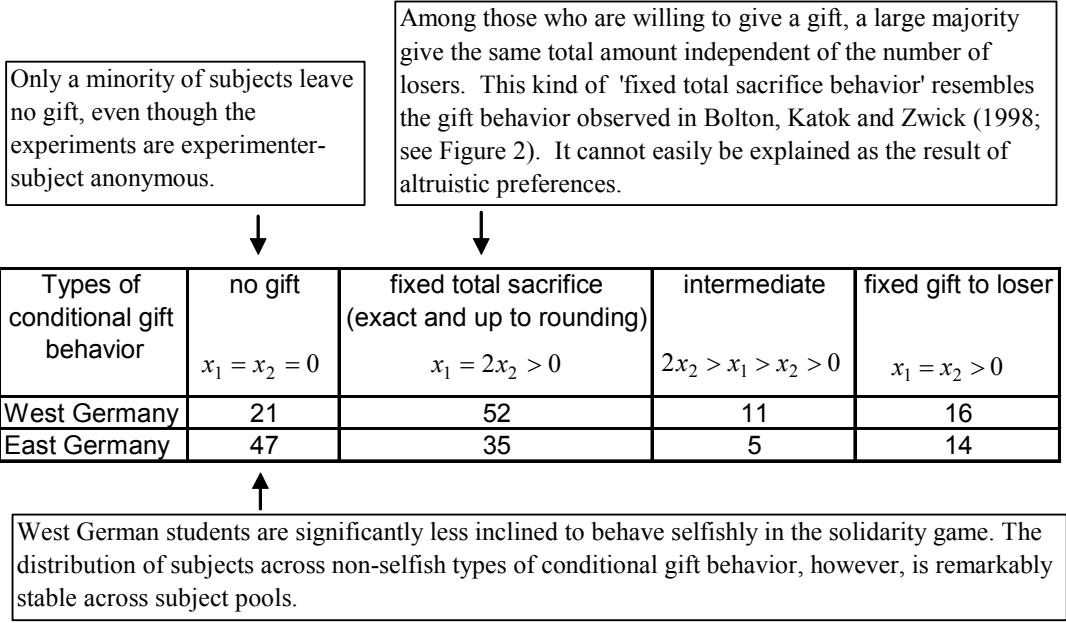 Only a minority of subjects leave
no gift, even though the
experiments are experimenter-
subject anonymous.
Among those who are willing to give a gift, a large majority
give the same total amount independent of the number of
losers.  This kind of  'fixed total sacrifice behavior' resembles
the gift behavior observed in Bolton, Katok and Zwick (1998;
see Figure 2).  It cannot easily be explained as the result of
altruistic preferences.
Types of conditional gift behavior | no gift x₁ = x₂ = 0 | fixed total sacrifice (exact and up to rounding) x₁ = 2x₂ > 0 | intermediate 2x₂ > x₁ > x₂ > 0 | fixed gift to loser x₁ = x₂ > 0
West Germany | 21 | 52 | 11 | 16
East Germany | 47 | 35 | 5 | 14
West German students are significantly less inclined to behave selfishly in the solidarity game. The
distribution of subjects across non-selfish types of conditional gift behavior, however, is remarkably
stable across subject pools.